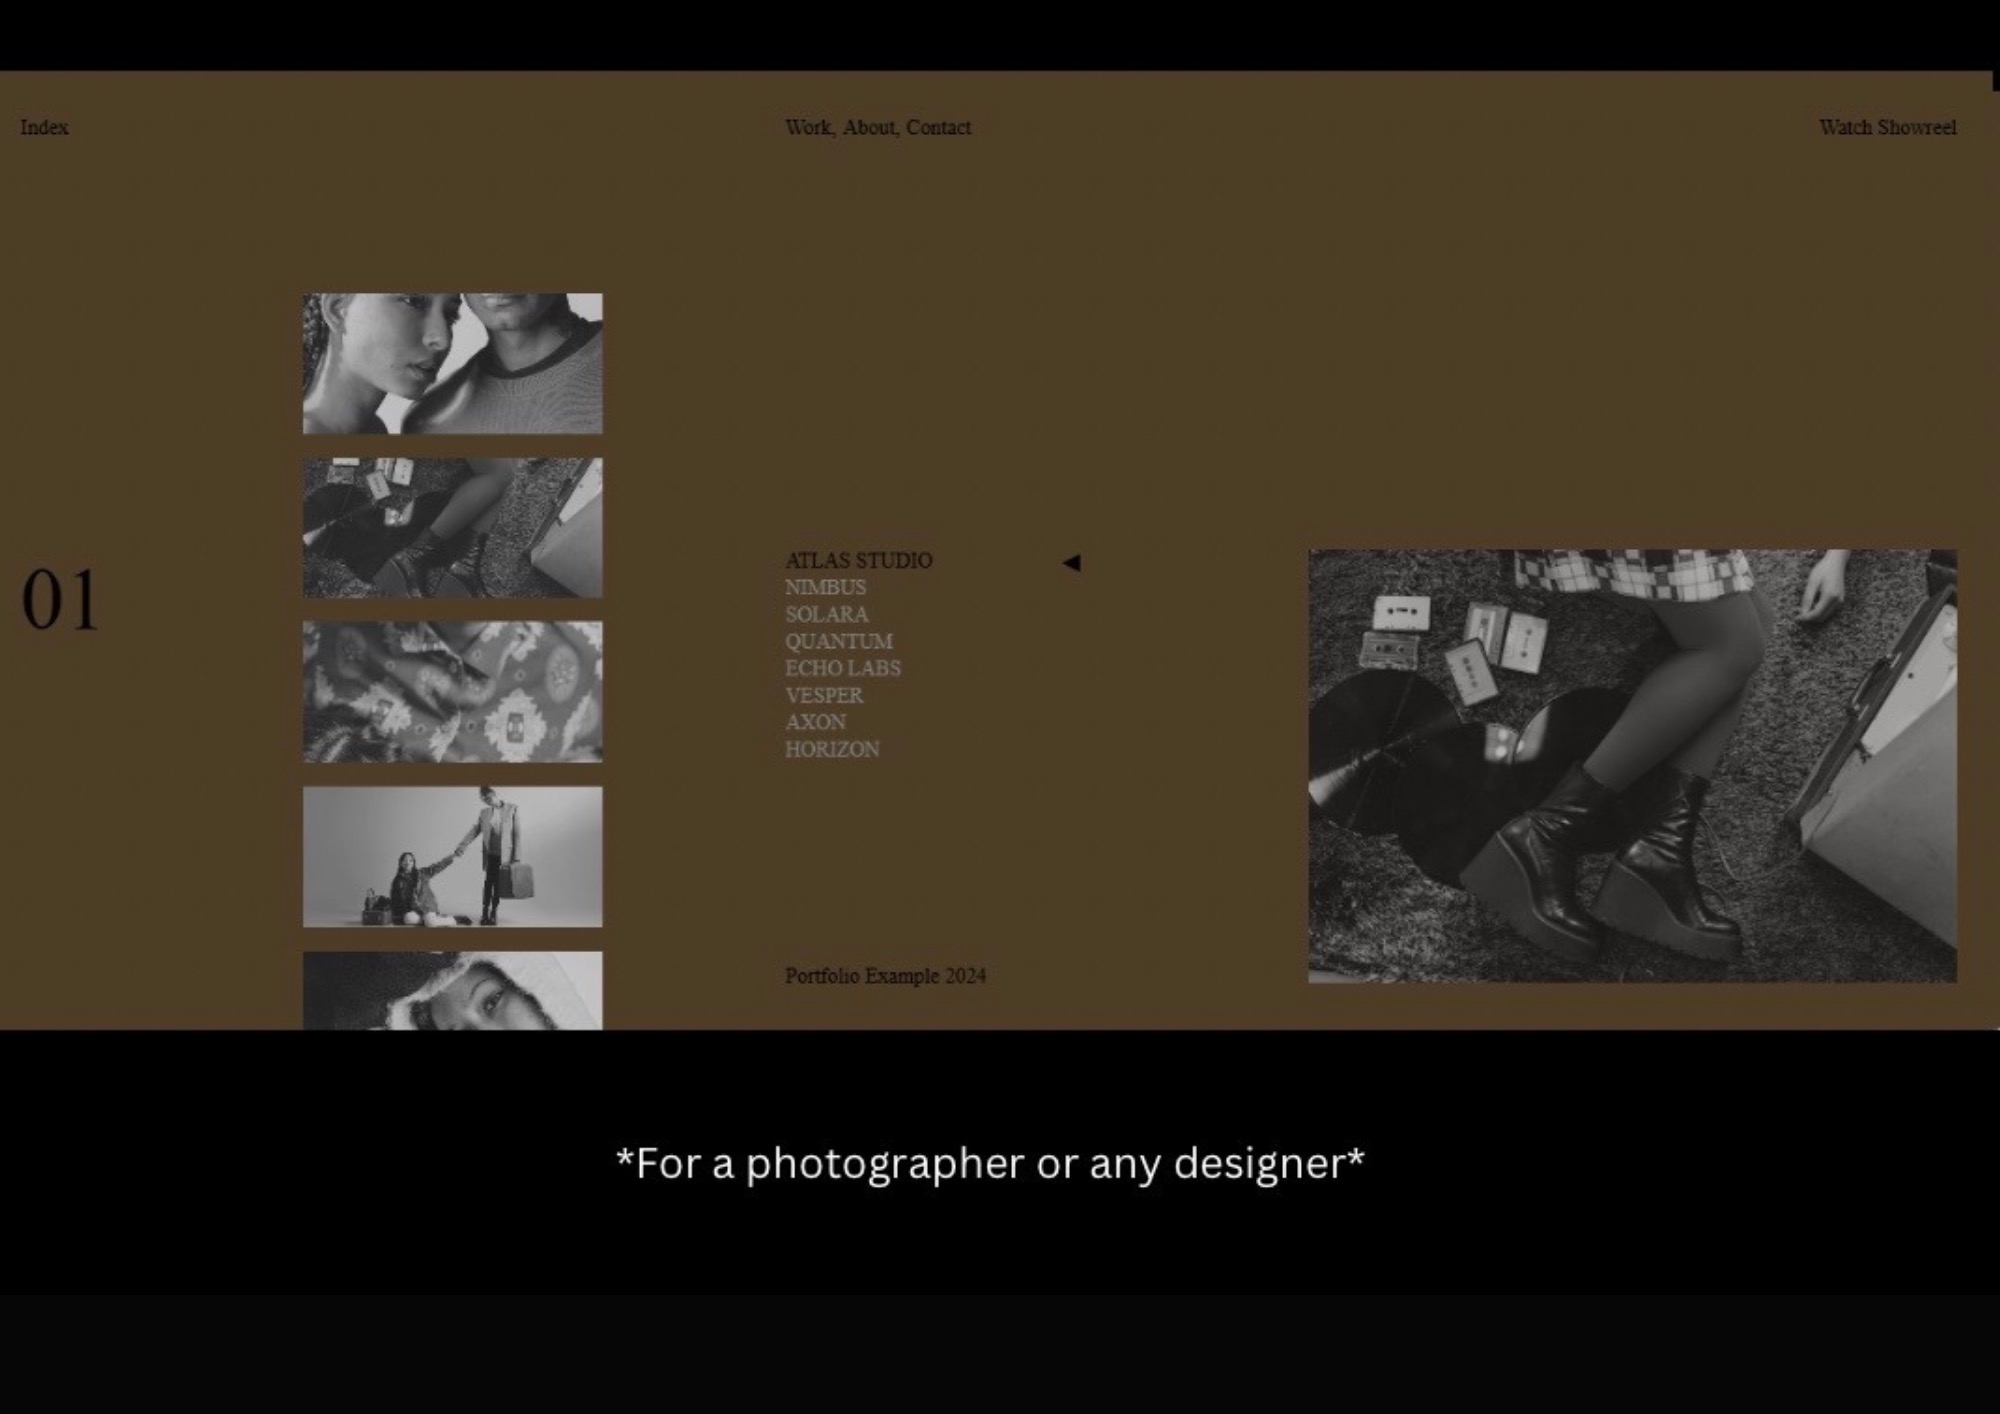 Index
Work, About, Contact
Watch Showreel
01
ATLAS STUDIO
NIMBUS
SOLARA
QUANTUM
ECHO LABS
VESPER
AXON
HORIZON
Portfolio Example 2024
*For a photographer or any designer*